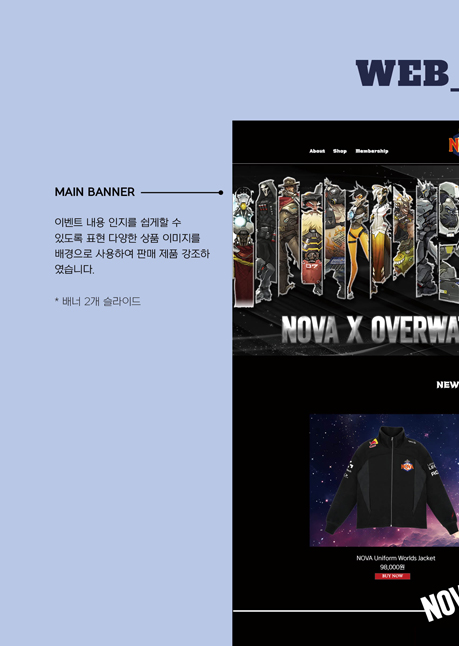 WEB_
About Shop Membership
MAIN BANNER
이벤트 내용 인지를 쉽게할 수
있도록 표현 다양한 상품 이미지를
배경으로 사용하여 판매 제품 강조하
였습니다.
* 배너 2개 슬라이드
NOVA X OVERWA
NEW
NOVA Uniform Worlds Jacket
98,000원
BUY NOW
NOV